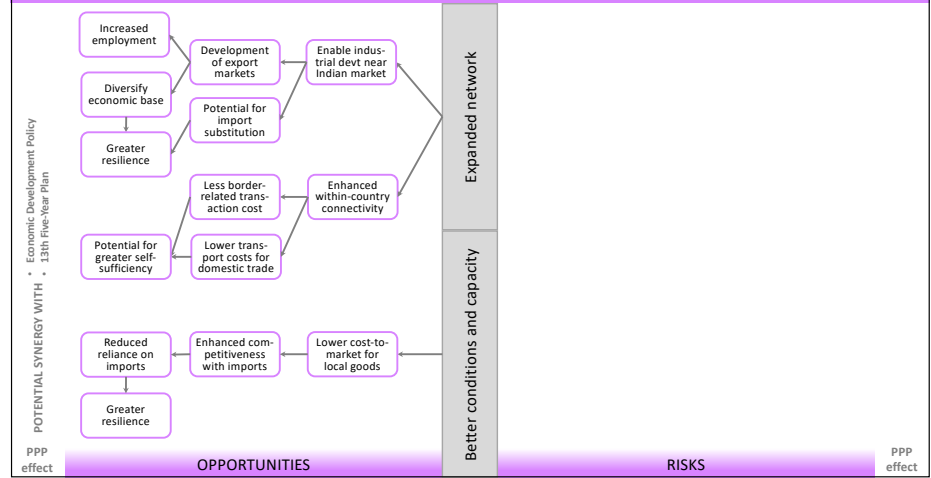 Increased
employment
Development
of export
markets
Enable indus-
trial devt near
Indian market
Diversify
economic base
Potential for
import
substitution
Greater
resilience
Less border-
related trans-
action cost
Enhanced
within-country
connectivity
Potential for
greater self-
sufficiency
Lower trans-
port costs for
domestic trade
Reduced
reliance on
imports
Enhanced com-
petitiveness
with imports
Lower cost-to-
market for
local goods
Greater
resilience
Expanded network
Better conditions and capacity
POTENTIAL SYNERGY WITH
• Economic Development Policy
• 13th Five-Year Plan
PPP
effect
OPPORTUNITIES
RISKS
PPP
effect